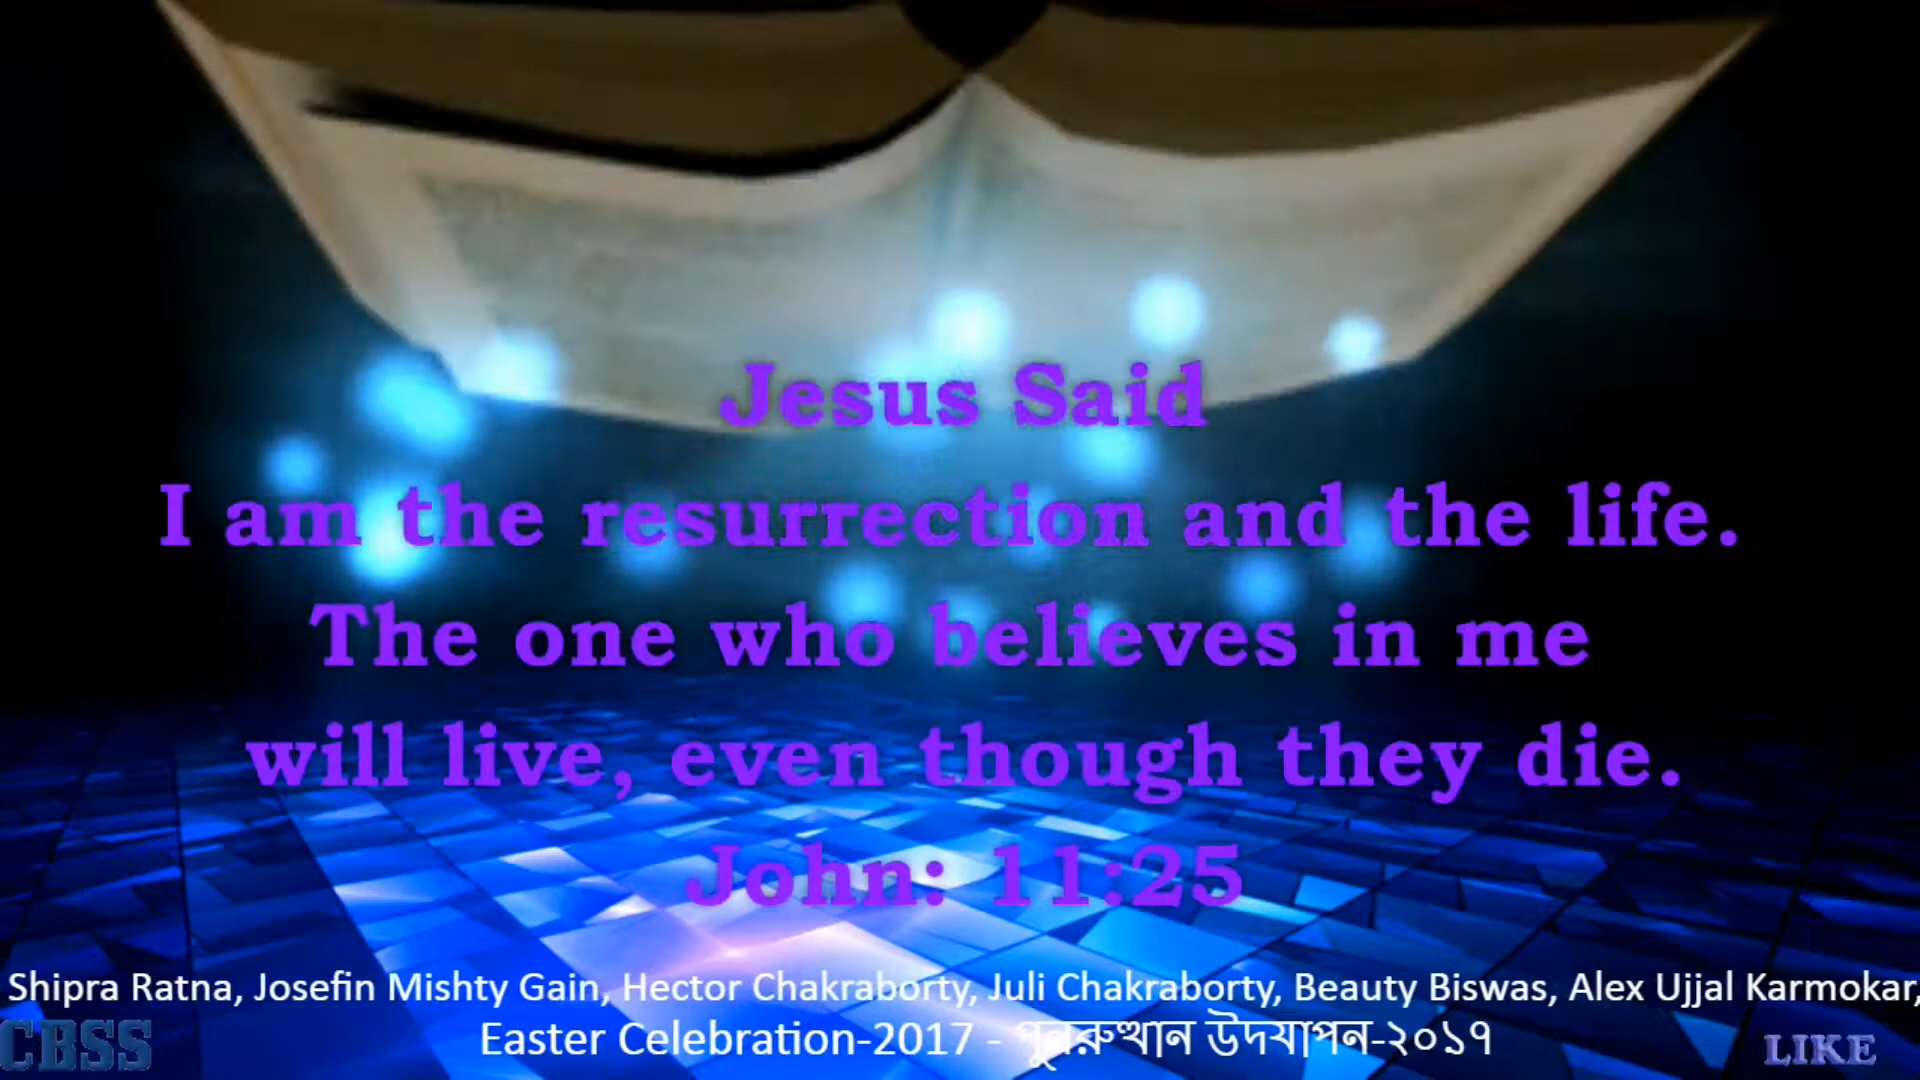 Jesus Said
I am the resurrection and the life.
The one who believes in me
will live, even though they die.
John: 11:25
Shipra Ratna, Josefin Mishty Gain, Hector Chakraborty, Juli Chakraborty, Beauty Biswas, Alex Ujjal Karmokar,
Easter Celebration-2017 - পুনরুত্থান উদযাপন-২০১৭
CBSS
LIKE